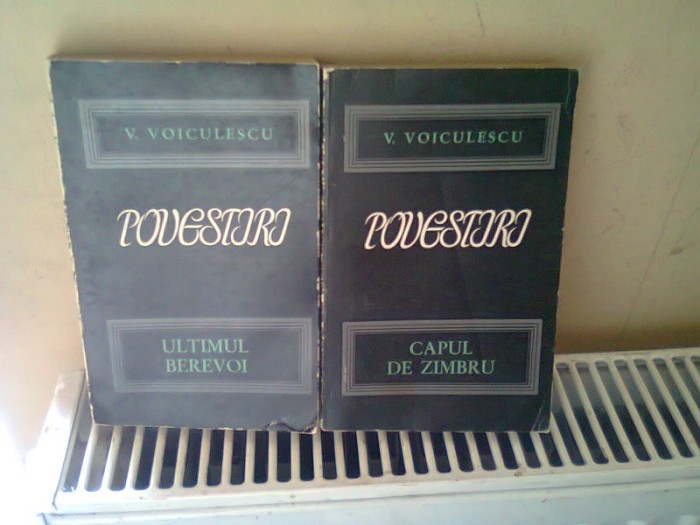 V. VOICULESCU
POVESTIRI
ULTIMUL
BEREVOI
V. VOICULESCU
POVESTIRI
CAPUL
DE ZIMBRU